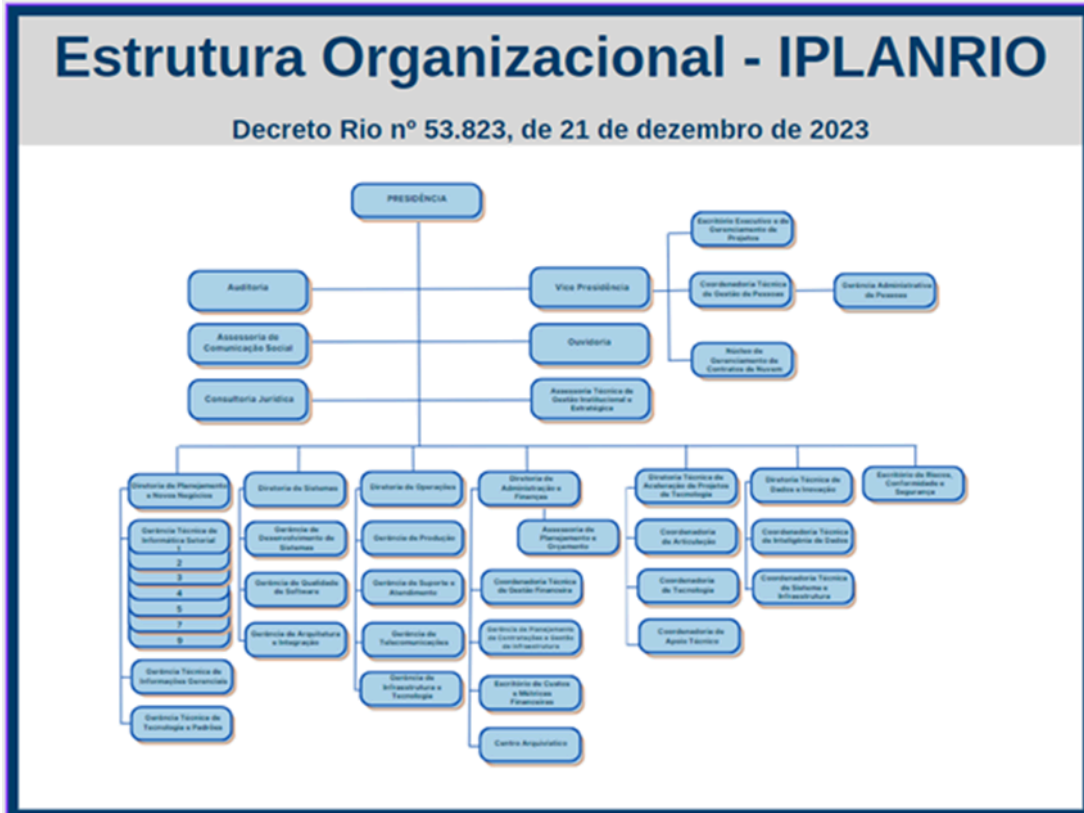 Estrutura Organizacional - IPLANRIO
Decreto Rio nº 53.823, de 21 de dezembro de 2023
PRESIDÊNCIA
Auditoria
Vice Presidência
Escritório Executivo e de
Gerenciamento de
Projetos
Coordenadoria Técnica
de Gestão de Pessoas
Gerência Administrativa
de Pessoas
Núcleo de
Gerenciamento de
Contratos de Nuvem
Assessoria de
Comunicação Social
Ouvidoria
Consultoria Jurídica
Assessoria Técnica de
Gestão Institucional e
Estratégica
Diretoria de Planejamento
e Novos Negócios
Gerência Técnica de
Informática Setorial
1
2
3
4
5
7
9
Gerência Técnica de
Informações Gerenciais
Gerência Técnica de
Tecnologia e Padrões
Diretoria de Sistemas
Gerência de
Desenvolvimento de
Sistemas
Gerência de Qualidade
de Software
Gerência de Arquitetura
e Integração
Diretoria de Operações
Gerência de Produção
Gerência de Suporte e
Atendimento
Gerência de
Telecomunicações
Gerência de
Infraestrutura e
Tecnologia
Diretoria de
Administração e
Finanças
Assessoria de
Planejamento e
Orçamento
Coordenadoria Técnica
de Gestão Financeira
Gerência de Planejamento
de Contratações e Gestão
de Infraestrutura
Escritório de Custos
e Métricas
Financeiras
Centro Arquivístico
Diretoria Técnica de
Aceleração de Projetos
de Tecnologia
Coordenadoria
de Articulação
Coordenadoria
de Tecnologia
Coordenadoria de
Apoio Técnico
Diretoria Técnica de
Dados e Inovação
Coordenadoria Técnica
de Inteligência de Dados
Coordenadoria Técnica
de Sistema e
Infraestrutura
Escritório de Riscos,
Conformidade e
Segurança